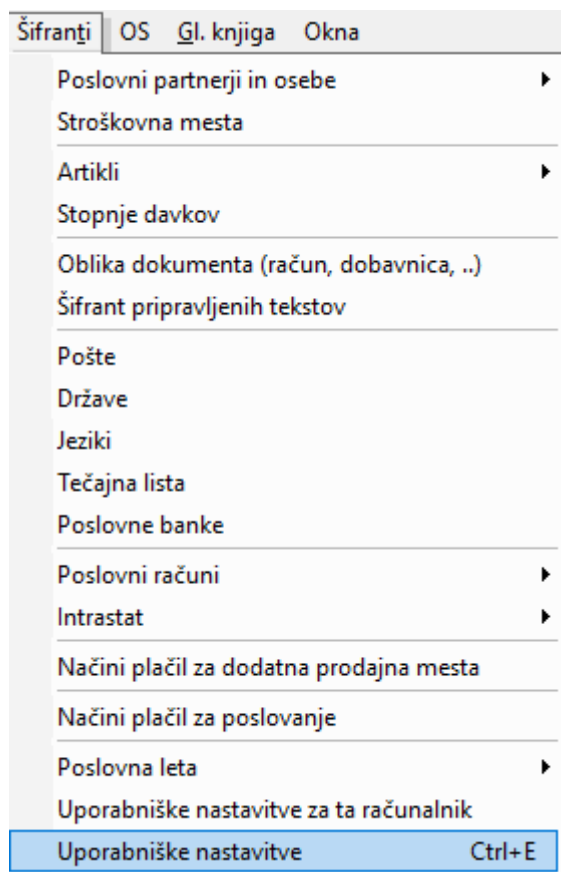 Šifranti OS Gl. knjiga Okna
Poslovni partnerji in osebe
Stroškovna mesta
Artikli
Stopnje davkov
Oblika dokumenta (račun, dobavnica, ..)
Šifrant pripravljenih tekstov
Pošte
Države
Jeziki
Tečajna lista
Poslovne banke
Poslovni računi
Intrastat
Načini plačil za dodatna prodajna mesta
Načini plačil za poslovanje
Poslovna leta
Uporabniške nastavitve za ta računalnik
Uporabniške nastavitve Ctrl+E